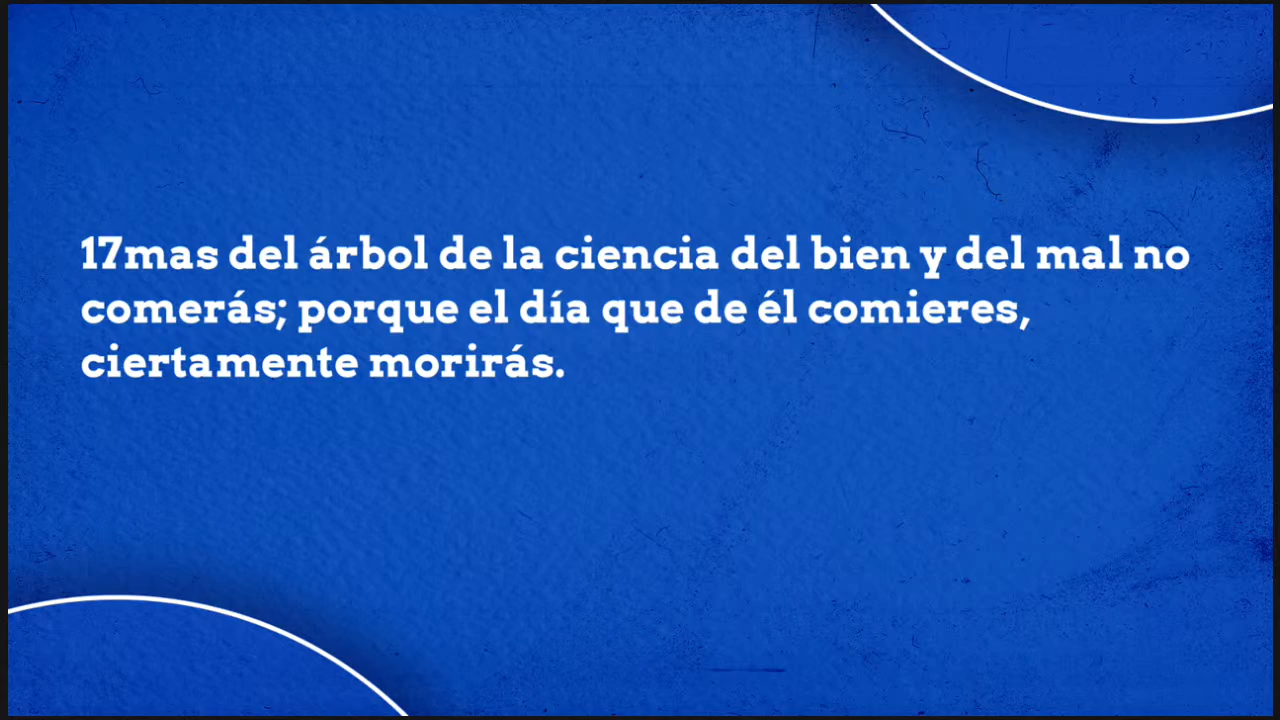 17mas del árbol de la ciencia del bien y del mal no
comerás; porque el día que de él comieres,
ciertamente morirás.